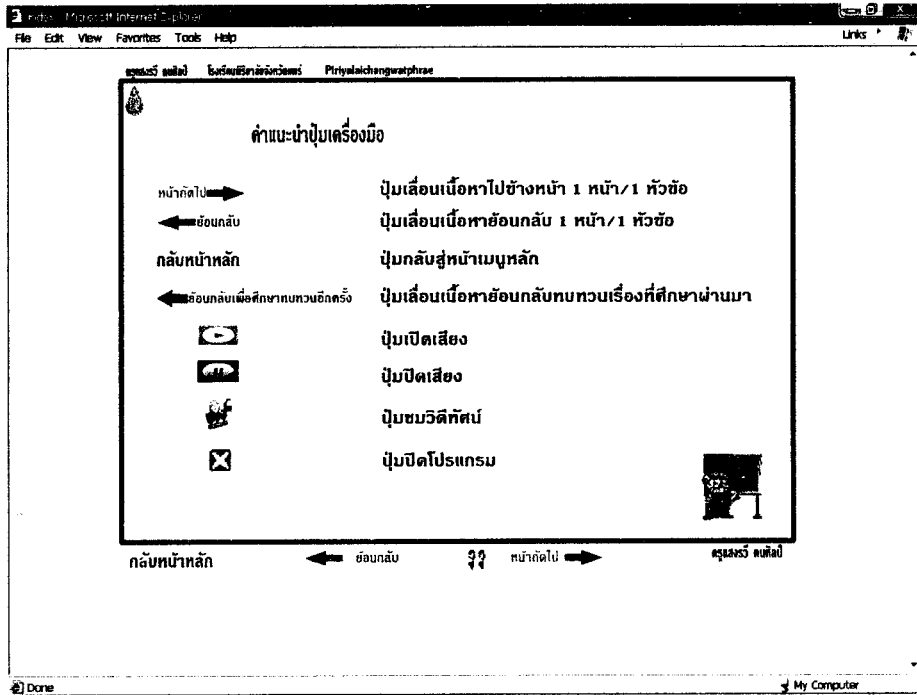 index - Microsoft Internet Explorer
File Edit View Favorites Tools Help Links
ครูแสงรวี คนศิลป์ โรงเรียนพิริยาลัยจังหวัดแพร่ Piriyalaichangwatphrae
คำแนะนำปุ่มเครื่องมือ
หน้าถัดไป ปุ่มเลื่อนเนื้อหาไปข้างหน้า 1 หน้า/1 หัวข้อ
ย้อนกลับ ปุ่มเลื่อนเนื้อหาย้อนกลับ 1 หน้า/1 หัวข้อ
กลับหน้าหลัก ปุ่มกลับสู่หน้าเมนูหลัก
ย้อนกลับเพื่อศึกษาทบทวนอีกครั้ง ปุ่มเลื่อนเนื้อหาย้อนกลับทบทวนเรื่องที่ศึกษาผ่านมา
ปุ่มเปิดเสียง
ปุ่มปิดเสียง
ปุ่มชมวิดีทัศน์
ปุ่มปิดโปรแกรม
กลับหน้าหลัก ย้อนกลับ หน้าถัดไป ครูแสงรวี คนศิลป์
Done My Computer